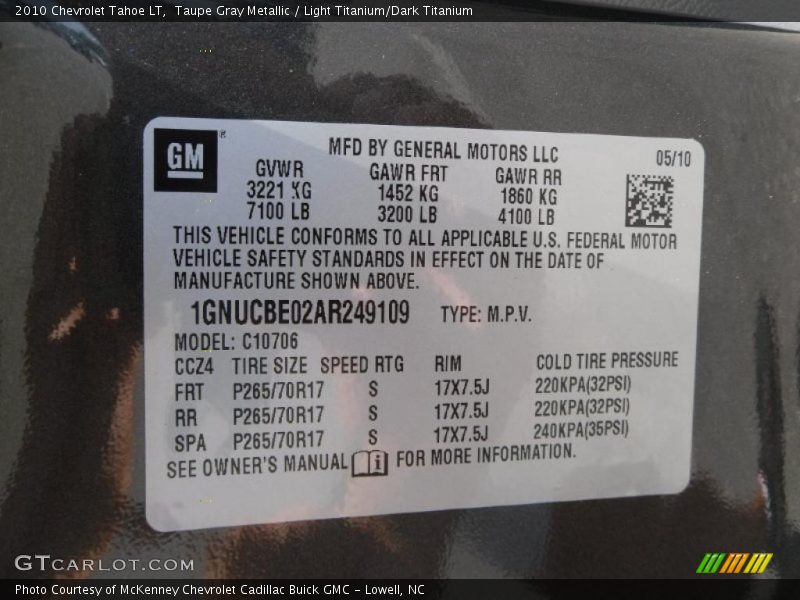 2010 Chevrolet Tahoe LT, Taupe Gray Metallic / Light Titanium/Dark Titanium
GM
MFD BY GENERAL MOTORS LLC
05/10
GVWR GAWR FRT GAWR RR
3221 KG 1452 KG 1860 KG
7100 LB 3200 LB 4100 LB
THIS VEHICLE CONFORMS TO ALL APPLICABLE U.S. FEDERAL MOTOR
VEHICLE SAFETY STANDARDS IN EFFECT ON THE DATE OF
MANUFACTURE SHOWN ABOVE.
1GNUCBE02AR249109 TYPE: M.P.V.
MODEL: C10706
CCZ4 TIRE SIZE SPEED RTG RIM COLD TIRE PRESSURE
FRT P265/70R17 S 17X7.5J 220KPA(32PSI)
RR P265/70R17 S 17X7.5J 220KPA(32PSI)
SPA P265/70R17 S 17X7.5J 240KPA(35PSI)
SEE OWNER'S MANUAL i FOR MORE INFORMATION.
GTCARLOT.COM
Photo Courtesy of McKenney Chevrolet Cadillac Buick GMC - Lowell, NC